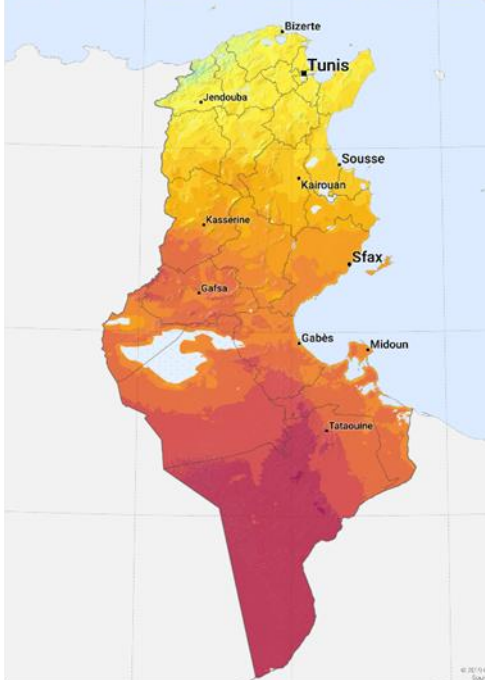 Bizerte
Tunis
Jendouba
Sousse
Kairouan
Kasserine
Sfax
Gafsa
Gabès
Midoun
Tataouine